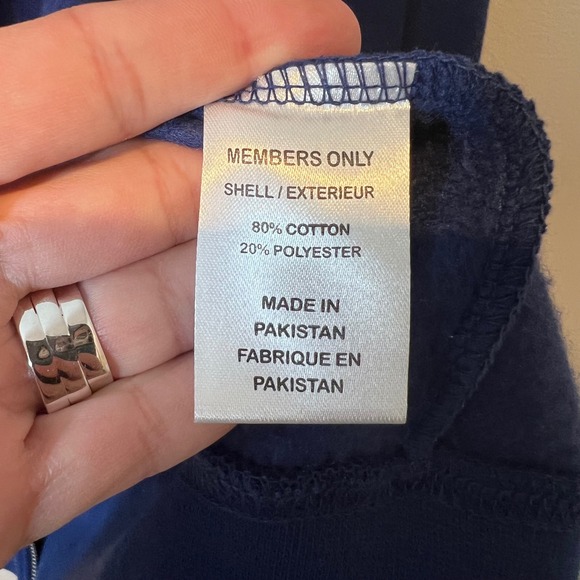 MEMBERS ONLY
SHELL / EXTERIEUR
80% COTTON
20% POLYESTER
MADE IN
PAKISTAN
FABRIQUE EN
PAKISTAN